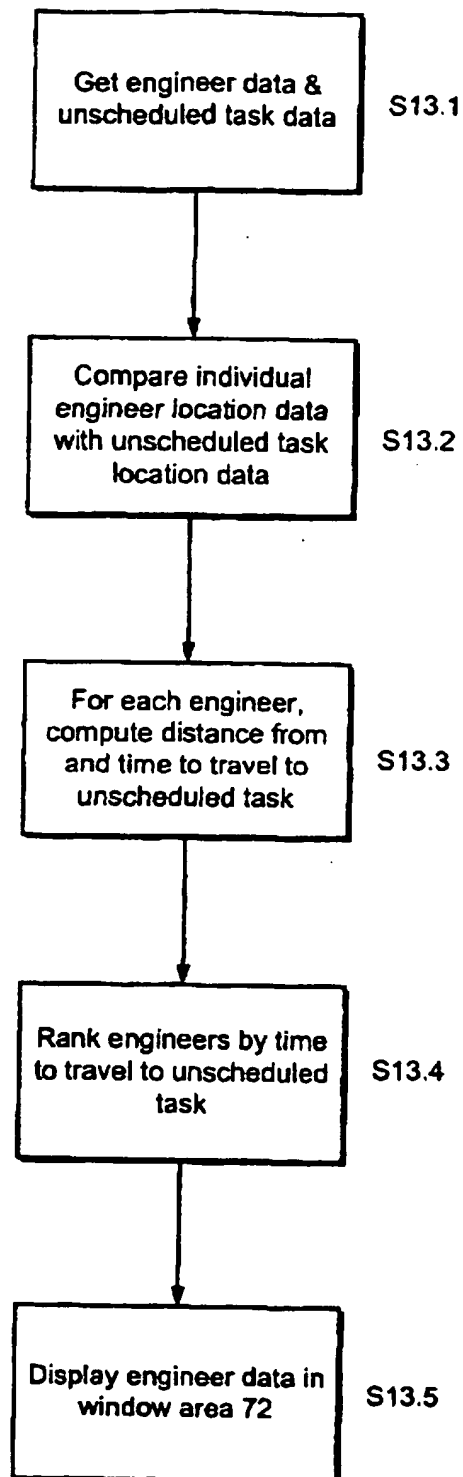 Get engineer data &
unscheduled task data
S13.1
Compare individual
engineer location data
with unscheduled task
location data
S13.2
For each engineer,
compute distance from
and time to travel to
unscheduled task
S13.3
Rank engineers by time
to travel to unscheduled
task
S13.4
Display engineer data in
window area 72
S13.5